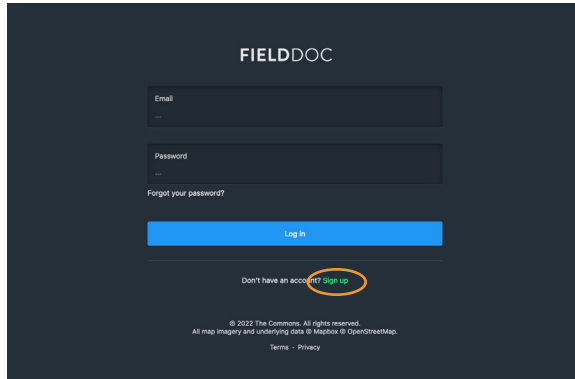 FIELDDOC
Email
...
Password
...
Forgot your password?
Log in
Don't have an account? Sign up
© 2022 The Commons. All rights reserved.
All map imagery and underlying data © Mapbox © OpenStreetMap.
Terms - Privacy